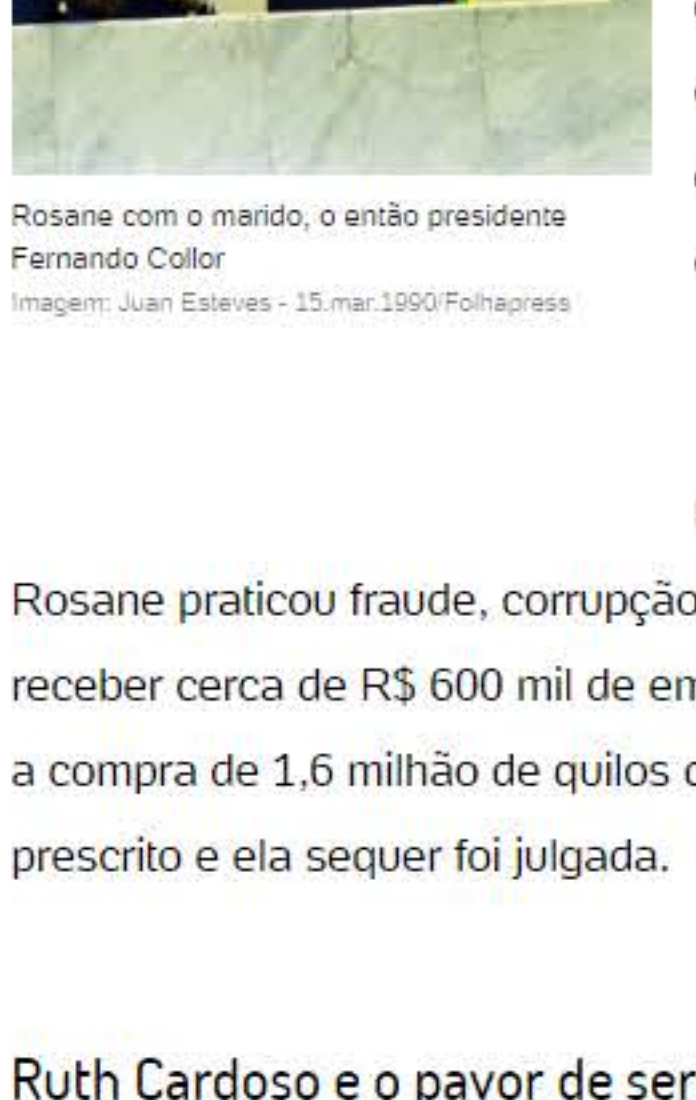 Rosane com o marido, o então presidente
Fernando Collor
Imagem: Juan Esteves - 15.mar.1990/Folhapress
Rosane praticou fraude, corrupção
receber cerca de R$ 600 mil de em
a compra de 1,6 milhão de quilos
prescrito e ela sequer foi julgada.
Ruth Cardoso e o pavor de ser